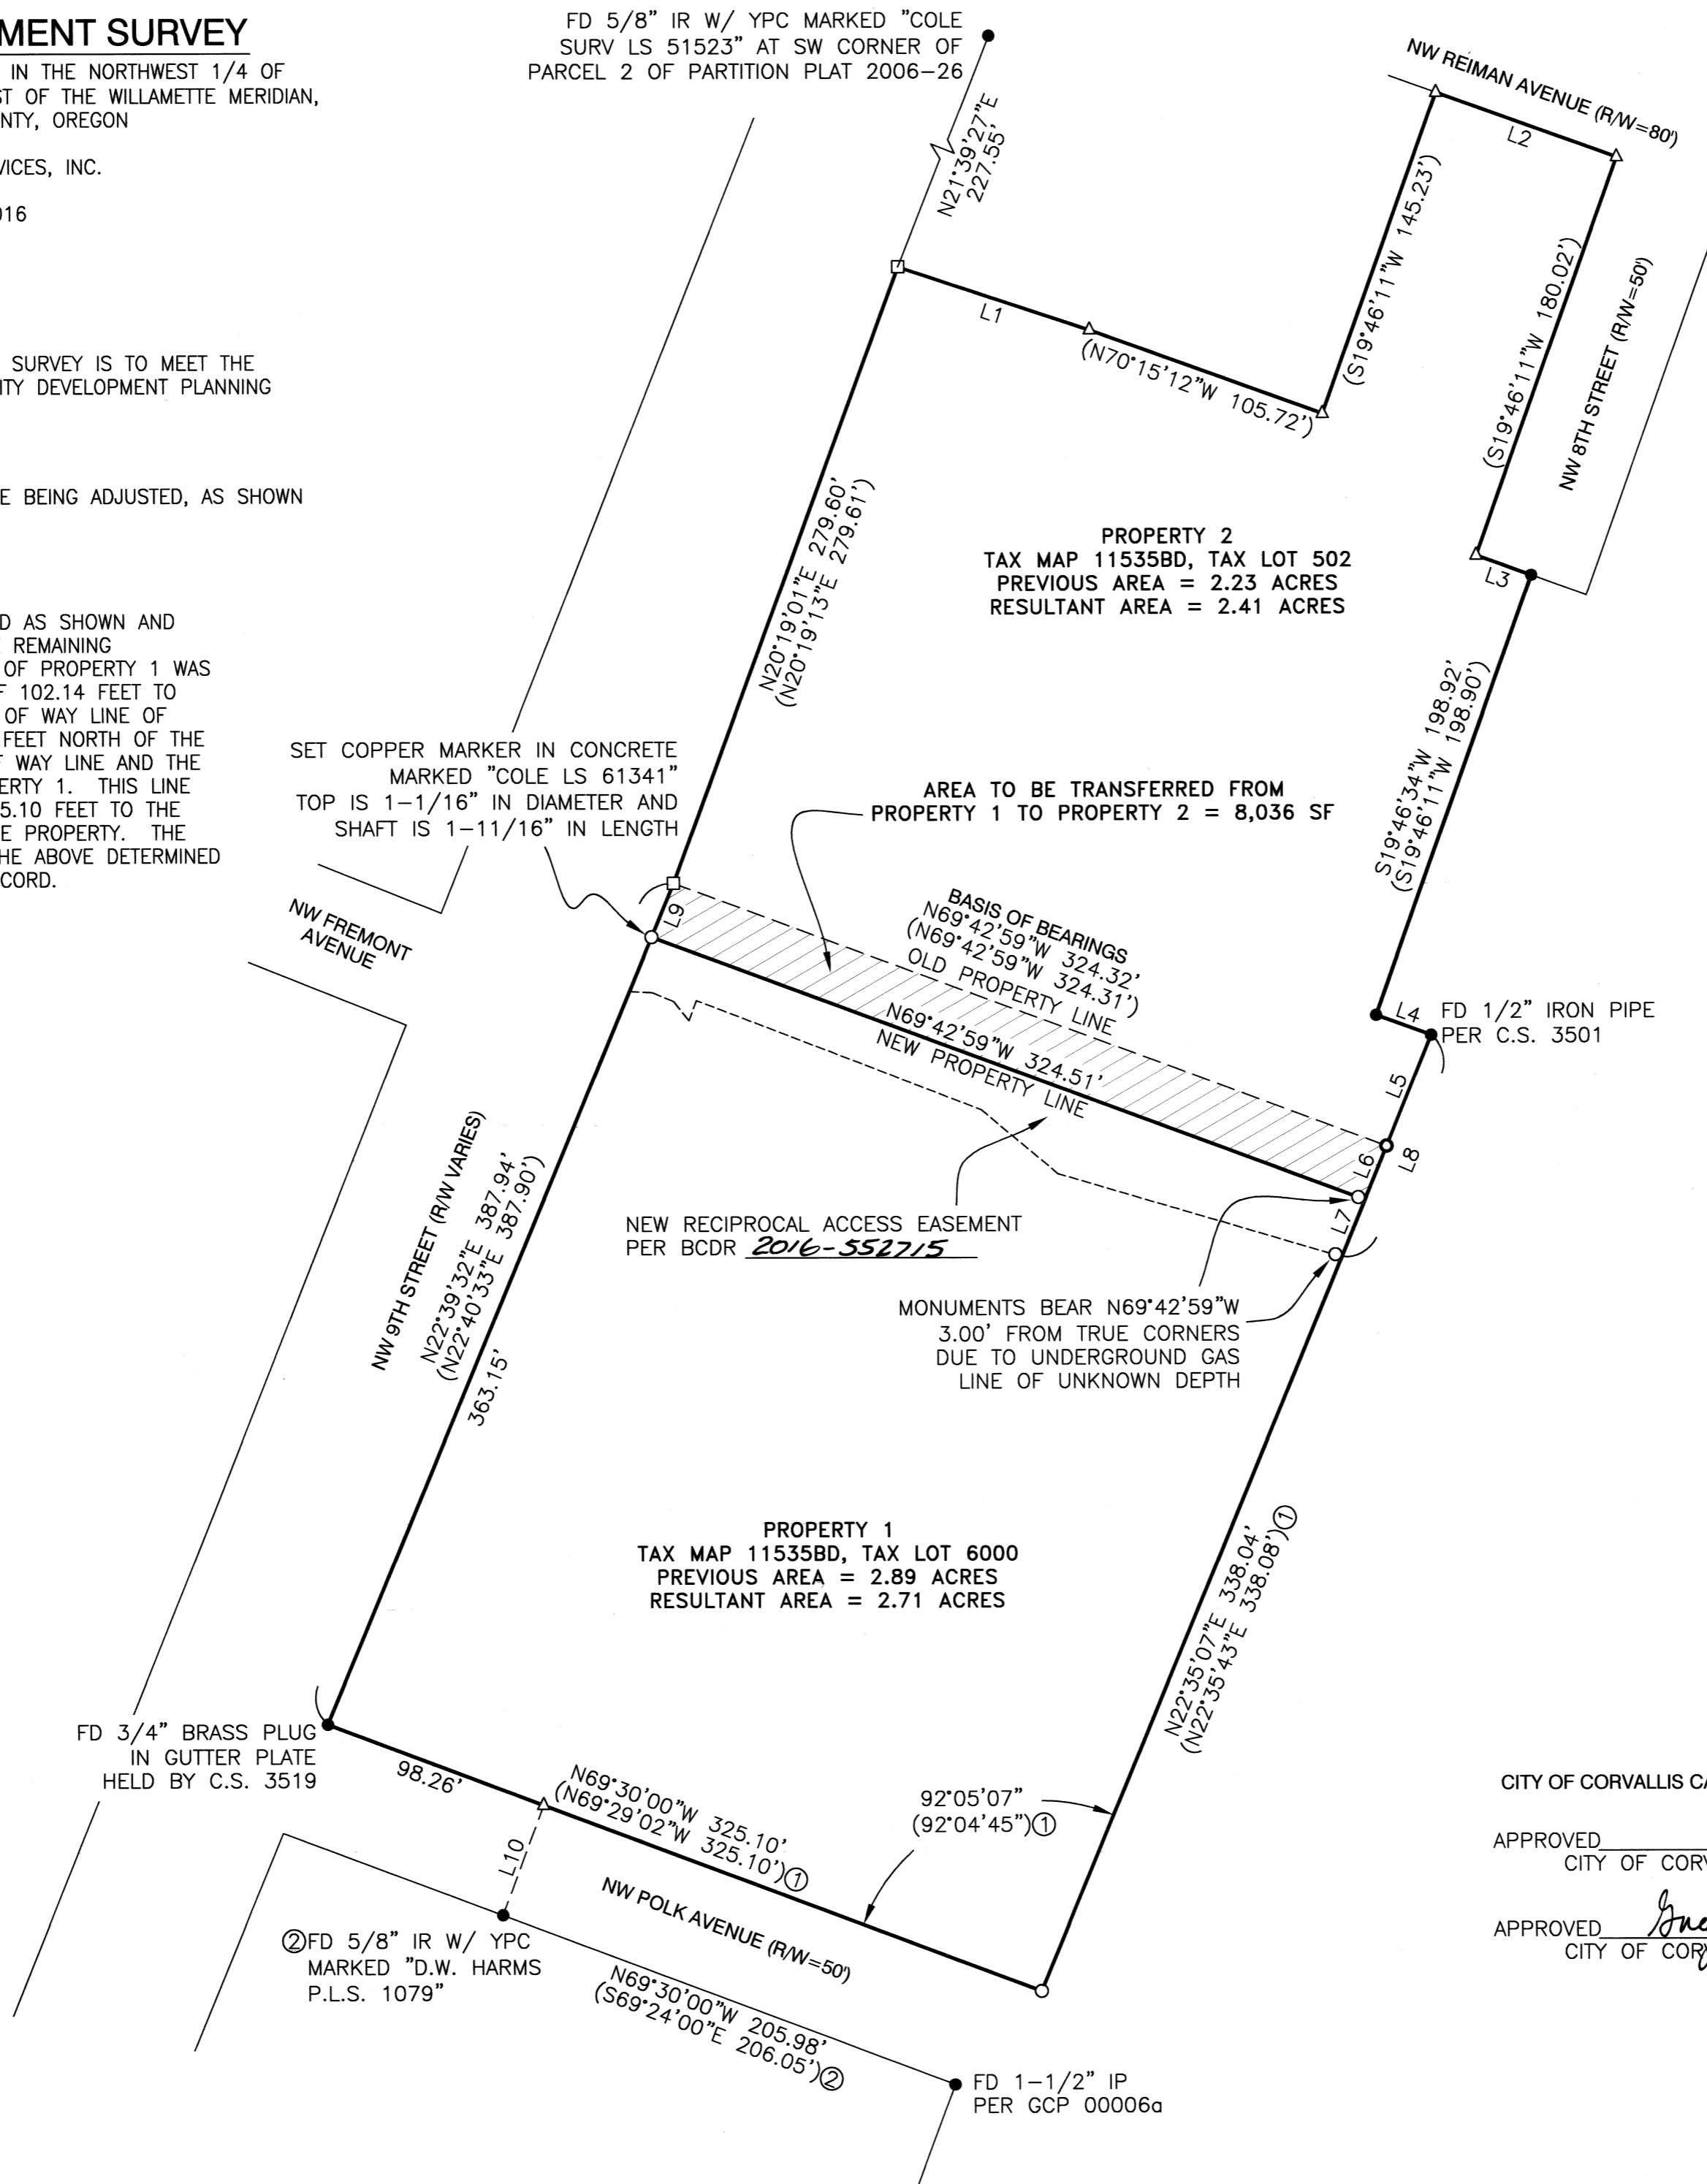 MENT SURVEY
IN THE NORTHWEST 1/4 OF
ST OF THE WILLAMETTE MERIDIAN,
NTY, OREGON
VICES, INC.
016
SURVEY IS TO MEET THE
ITY DEVELOPMENT PLANNING
E BEING ADJUSTED, AS SHOWN
D AS SHOWN AND
REMAINING
OF PROPERTY 1 WAS
F 102.14 FEET TO
OF WAY LINE OF
FEET NORTH OF THE
F WAY LINE AND THE
ERTY 1. THIS LINE
5.10 FEET TO THE
E PROPERTY. THE
HE ABOVE DETERMINED
CORD.
FD 5/8" IR W/ YPC MARKED "COLE
SURV LS 51523" AT SW CORNER OF
PARCEL 2 OF PARTITION PLAT 2006-26
N21°39'27"E
227.55'
NW REIMAN AVENUE (R/W=80')
L2
(S19°46'11"W 145.23')
(S19°46'11"W 180.02')
NW 8TH STREET (R/W=50')
L1
(N70°15'12"W 105.72')
L3
N20°19'01"E 279.60'
(N20°19'13"E 279.61')
PROPERTY 2
TAX MAP 11535BD, TAX LOT 502
PREVIOUS AREA = 2.23 ACRES
RESULTANT AREA = 2.41 ACRES
S19°46'34"W 198.92'
(S19°46'11"W 198.90')
SET COPPER MARKER IN CONCRETE
MARKED "COLE LS 61341"
TOP IS 1-1/16" IN DIAMETER AND
SHAFT IS 1-11/16" IN LENGTH
AREA TO BE TRANSFERRED FROM
PROPERTY 1 TO PROPERTY 2 = 8,036 SF
NW FREMONT
AVENUE
L9
BASIS OF BEARINGS
N69°42'59"W 324.32'
(N69°42'59"W 324.31')
OLD PROPERTY LINE
N69°42'59"W 324.51'
NEW PROPERTY LINE
L4
FD 1/2" IRON PIPE
PER C.S. 3501
L5
L6
L8
L7
NW 9TH STREET (R/W VARIES)
N22°39'32"E 387.94'
(N22°40'33"E 387.90')
363.15'
NEW RECIPROCAL ACCESS EASEMENT
PER BCDR 2016-552715
MONUMENTS BEAR N69°42'59"W
3.00' FROM TRUE CORNERS
DUE TO UNDERGROUND GAS
LINE OF UNKNOWN DEPTH
PROPERTY 1
TAX MAP 11535BD, TAX LOT 6000
PREVIOUS AREA = 2.89 ACRES
RESULTANT AREA = 2.71 ACRES
N22°35'07"E 338.04'
(N22°35'43"E 338.08')①
FD 3/4" BRASS PLUG
IN GUTTER PLATE
HELD BY C.S. 3519
98.26'
N69°30'00"W 325.10'
(N69°29'02"W 325.10')①
92°05'07"
(92°04'45")①
L10
NW POLK AVENUE (R/W=50')
②FD 5/8" IR W/ YPC
MARKED "D.W. HARMS
P.L.S. 1079"
N69°30'00"W 205.98'
(S69°24'00"E 206.05')②
FD 1-1/2" IP
PER GCP 00006a
CITY OF CORVALLIS CA
APPROVED
CITY OF CORV
APPROVED
CITY OF COR